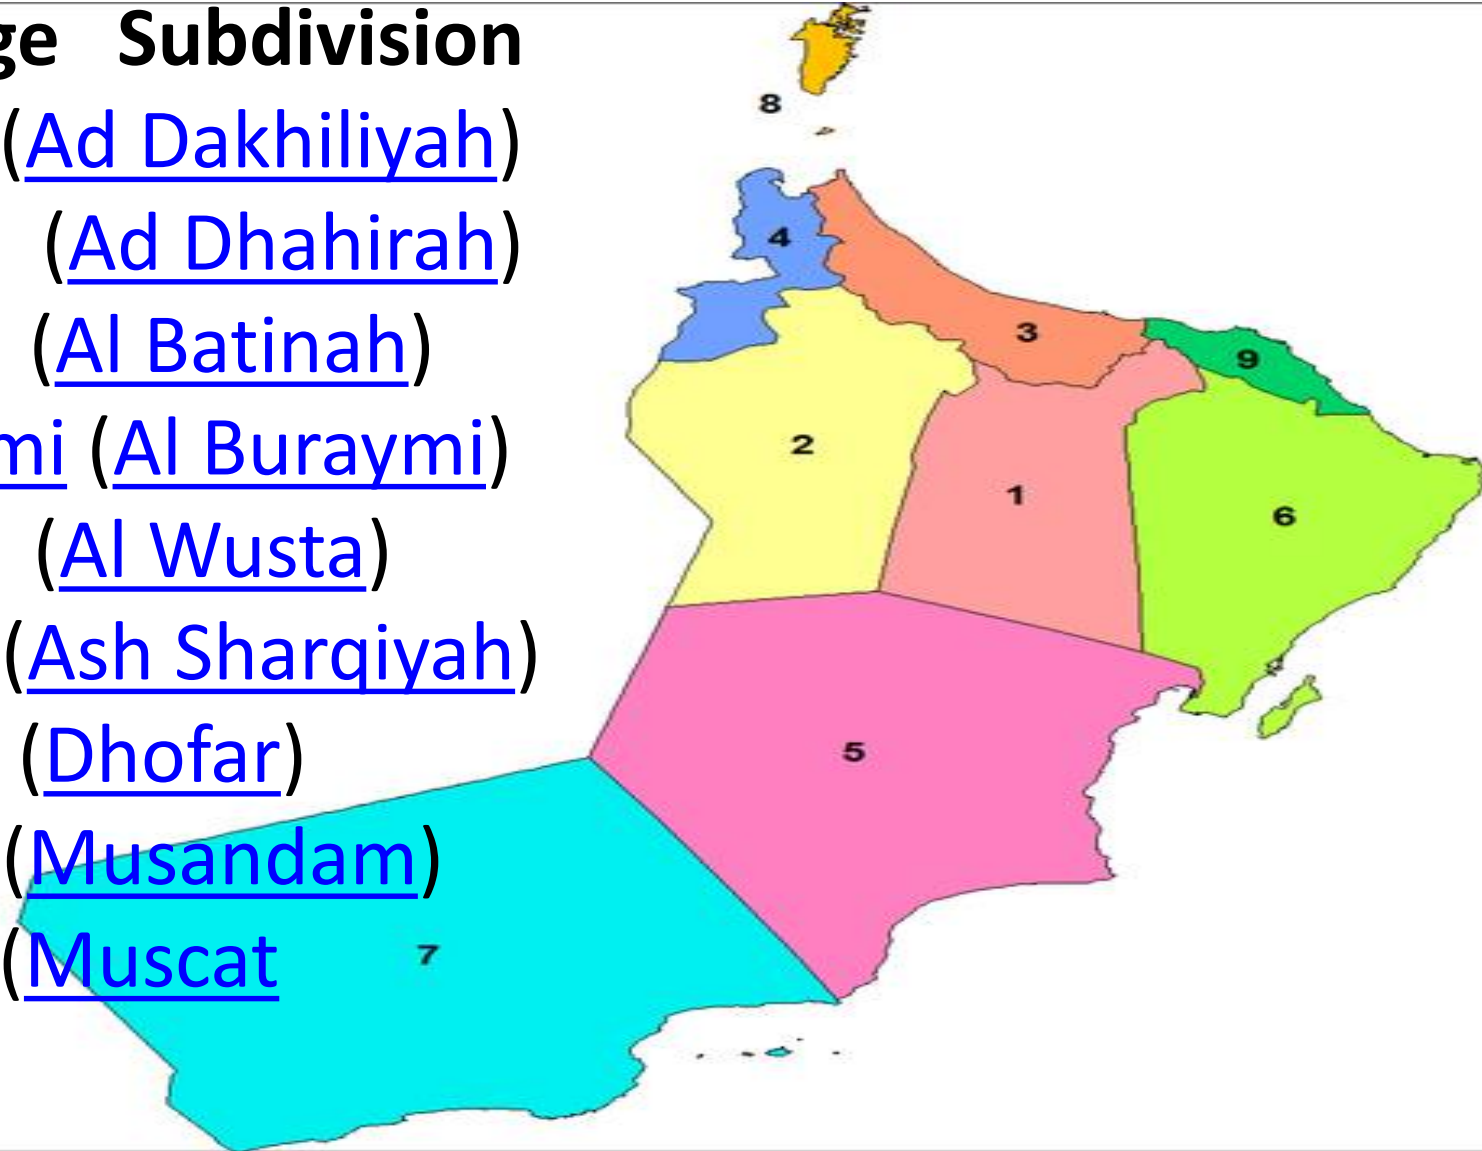 ge Subdivision
(Ad Dakhiliyah)
(Ad Dhahirah)
(Al Batinah)
mi (Al Buraymi)
(Al Wusta)
(Ash Sharqiyah)
(Dhofar)
(Musandam)
(Muscat
8
4
3
9
2
1
6
5
7